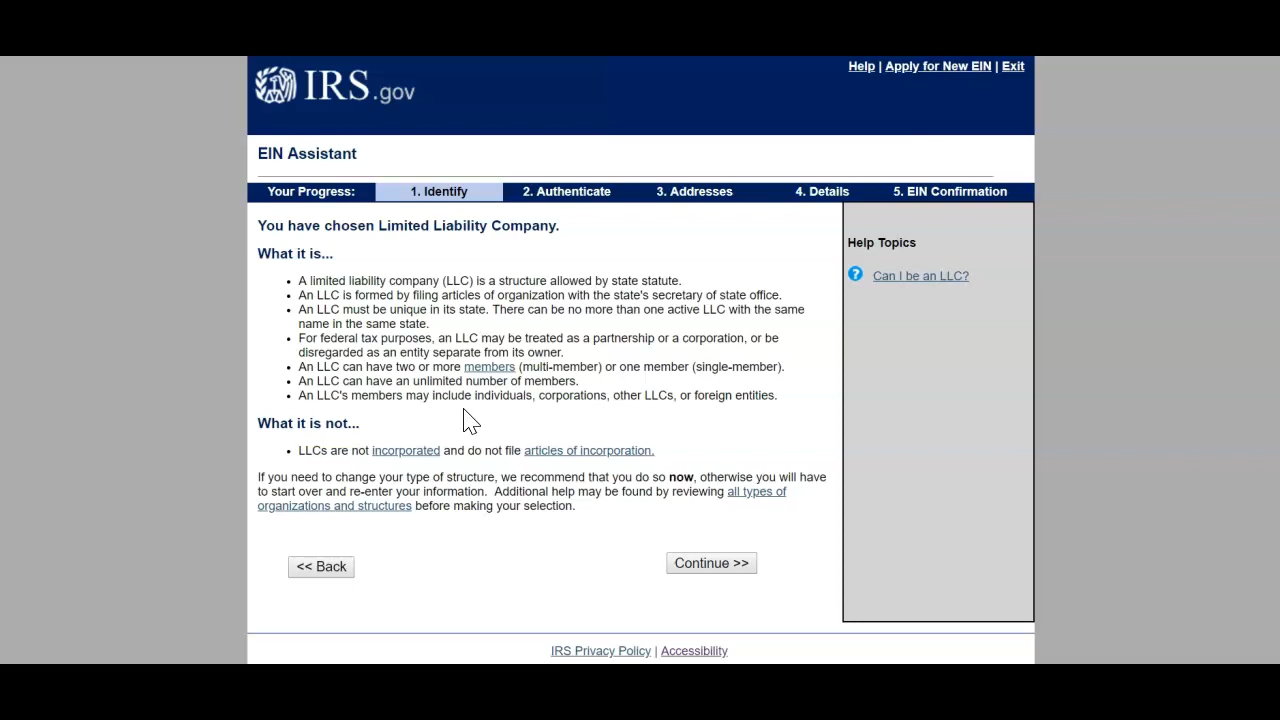 IRS.gov
Help | Apply for New EIN | Exit
EIN Assistant
Your Progress: 1. Identify 2. Authenticate 3. Addresses 4. Details 5. EIN Confirmation
You have chosen Limited Liability Company.
What it is...
• A limited liability company (LLC) is a structure allowed by state statute.
• An LLC is formed by filing articles of organization with the state's secretary of state office.
• An LLC must be unique in its state. There can be no more than one active LLC with the same
name in the same state.
• For federal tax purposes, an LLC may be treated as a partnership or a corporation, or be
disregarded as an entity separate from its owner.
• An LLC can have two or more members (multi-member) or one member (single-member).
• An LLC can have an unlimited number of members.
• An LLC's members may include individuals, corporations, other LLCs, or foreign entities.
What it is not...
• LLCs are not incorporated and do not file articles of incorporation.
If you need to change your type of structure, we recommend that you do so now, otherwise you will have
to start over and re-enter your information. Additional help may be found by reviewing all types of
organizations and structures before making your selection.
<< Back
Continue >>
Help Topics
? Can I be an LLC?
IRS Privacy Policy | Accessibility